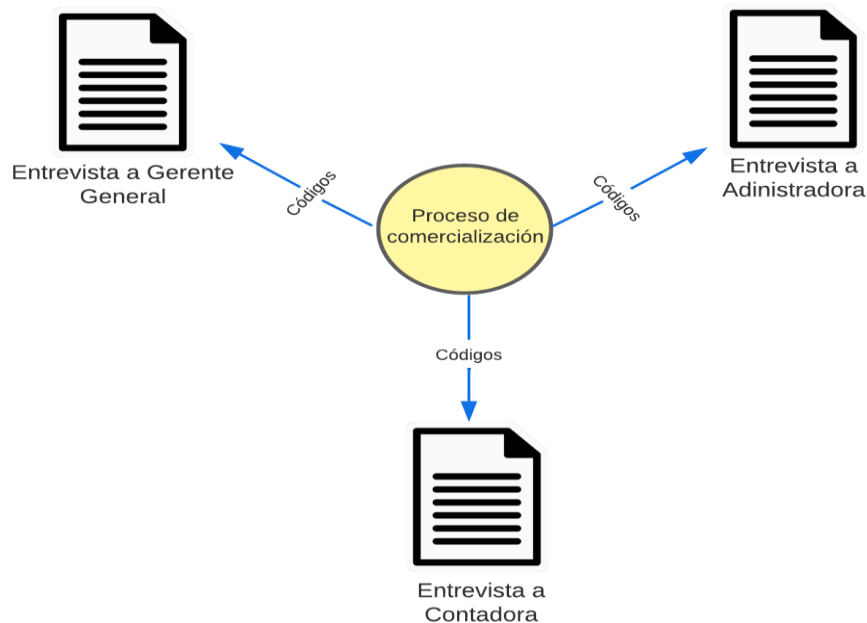 Entrevista a Gerente
General
Códigos
Proceso de
comercialización
Códigos
Entrevista a
Adinistradora
Códigos
Entrevista a
Contadora